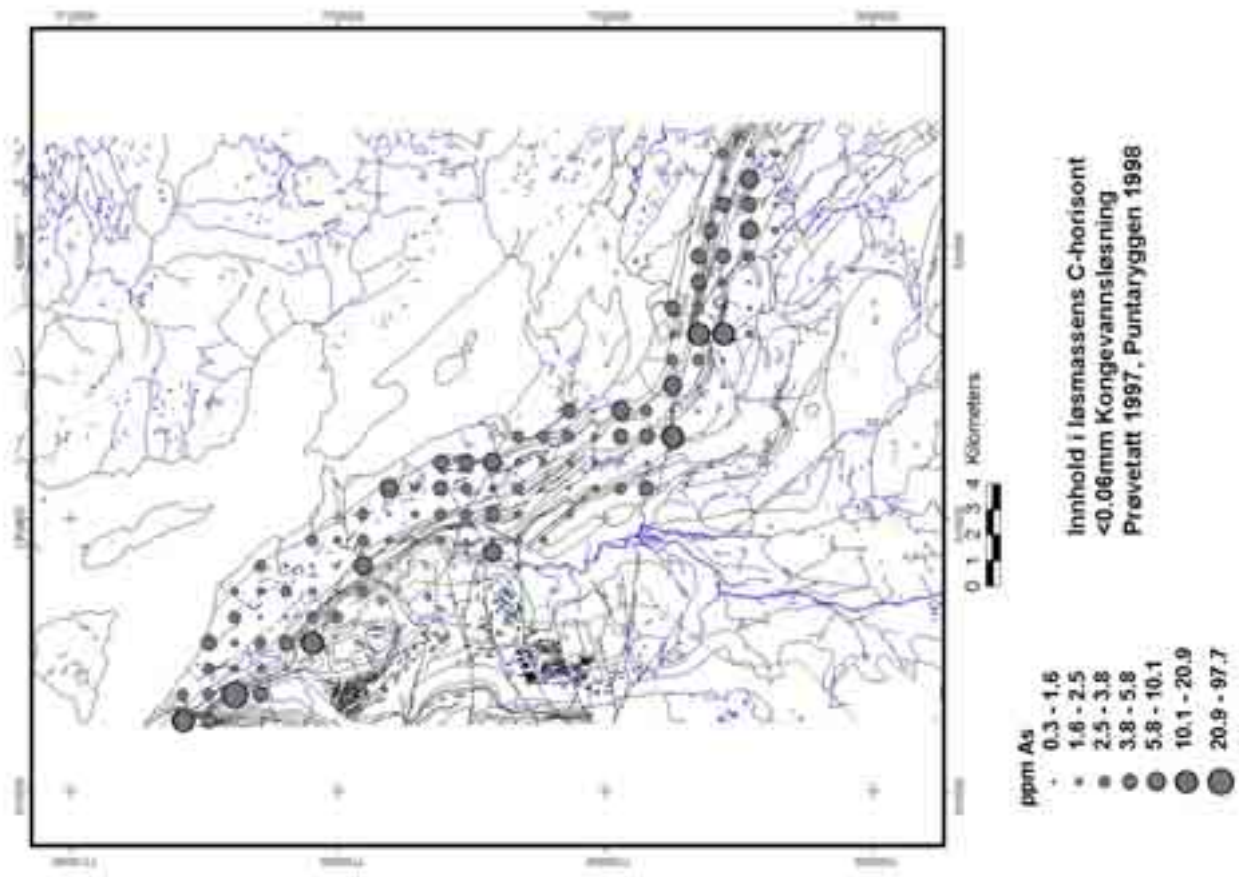 0 1 2 3 4 Kilometers
ppm As
0.3 - 1.6
1.6 - 2.5
2.5 - 3.8
3.8 - 5.8
5.8 - 10.1
10.1 - 20.9
20.9 - 97.7
Innhold i løsmassens C-horisont
<0.06mm Kongevannsløsning
Prøvetatt 1997, Puntaryggen 1998